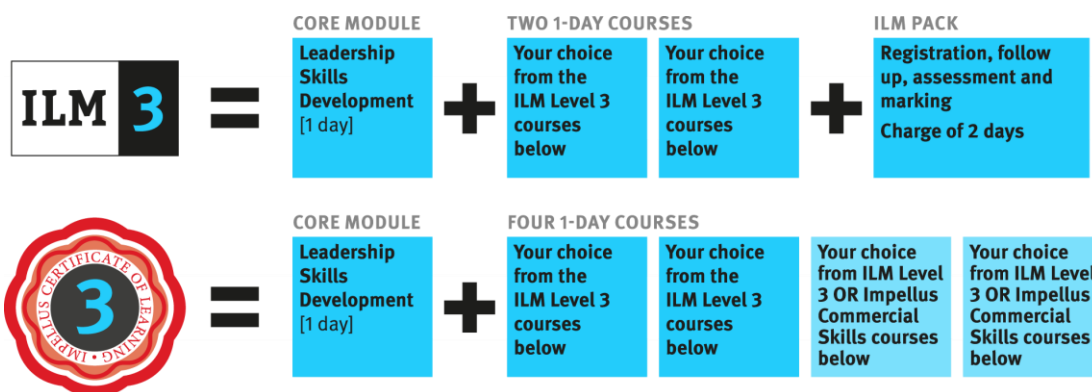 CORE MODULE
TWO 1-DAY COURSES
ILM PACK
ILM 3
=
Leadership
Skills
Development
[1 day]
+
Your choice
from the
ILM Level 3
courses
below
Your choice
from the
ILM Level 3
courses
below
+
Registration, follow
up, assessment and
marking
Charge of 2 days
CORE MODULE
FOUR 1-DAY COURSES
IMPELLUS CERTIFICATE OF LEARNING •
3
=
Leadership
Skills
Development
[1 day]
+
Your choice
from the
ILM Level 3
courses
below
Your choice
from the
ILM Level 3
courses
below
Your choice
from ILM Level
3 OR Impellus
Commercial
Skills courses
below
Your choice
from ILM Level
3 OR Impellus
Commercial
Skills courses
below